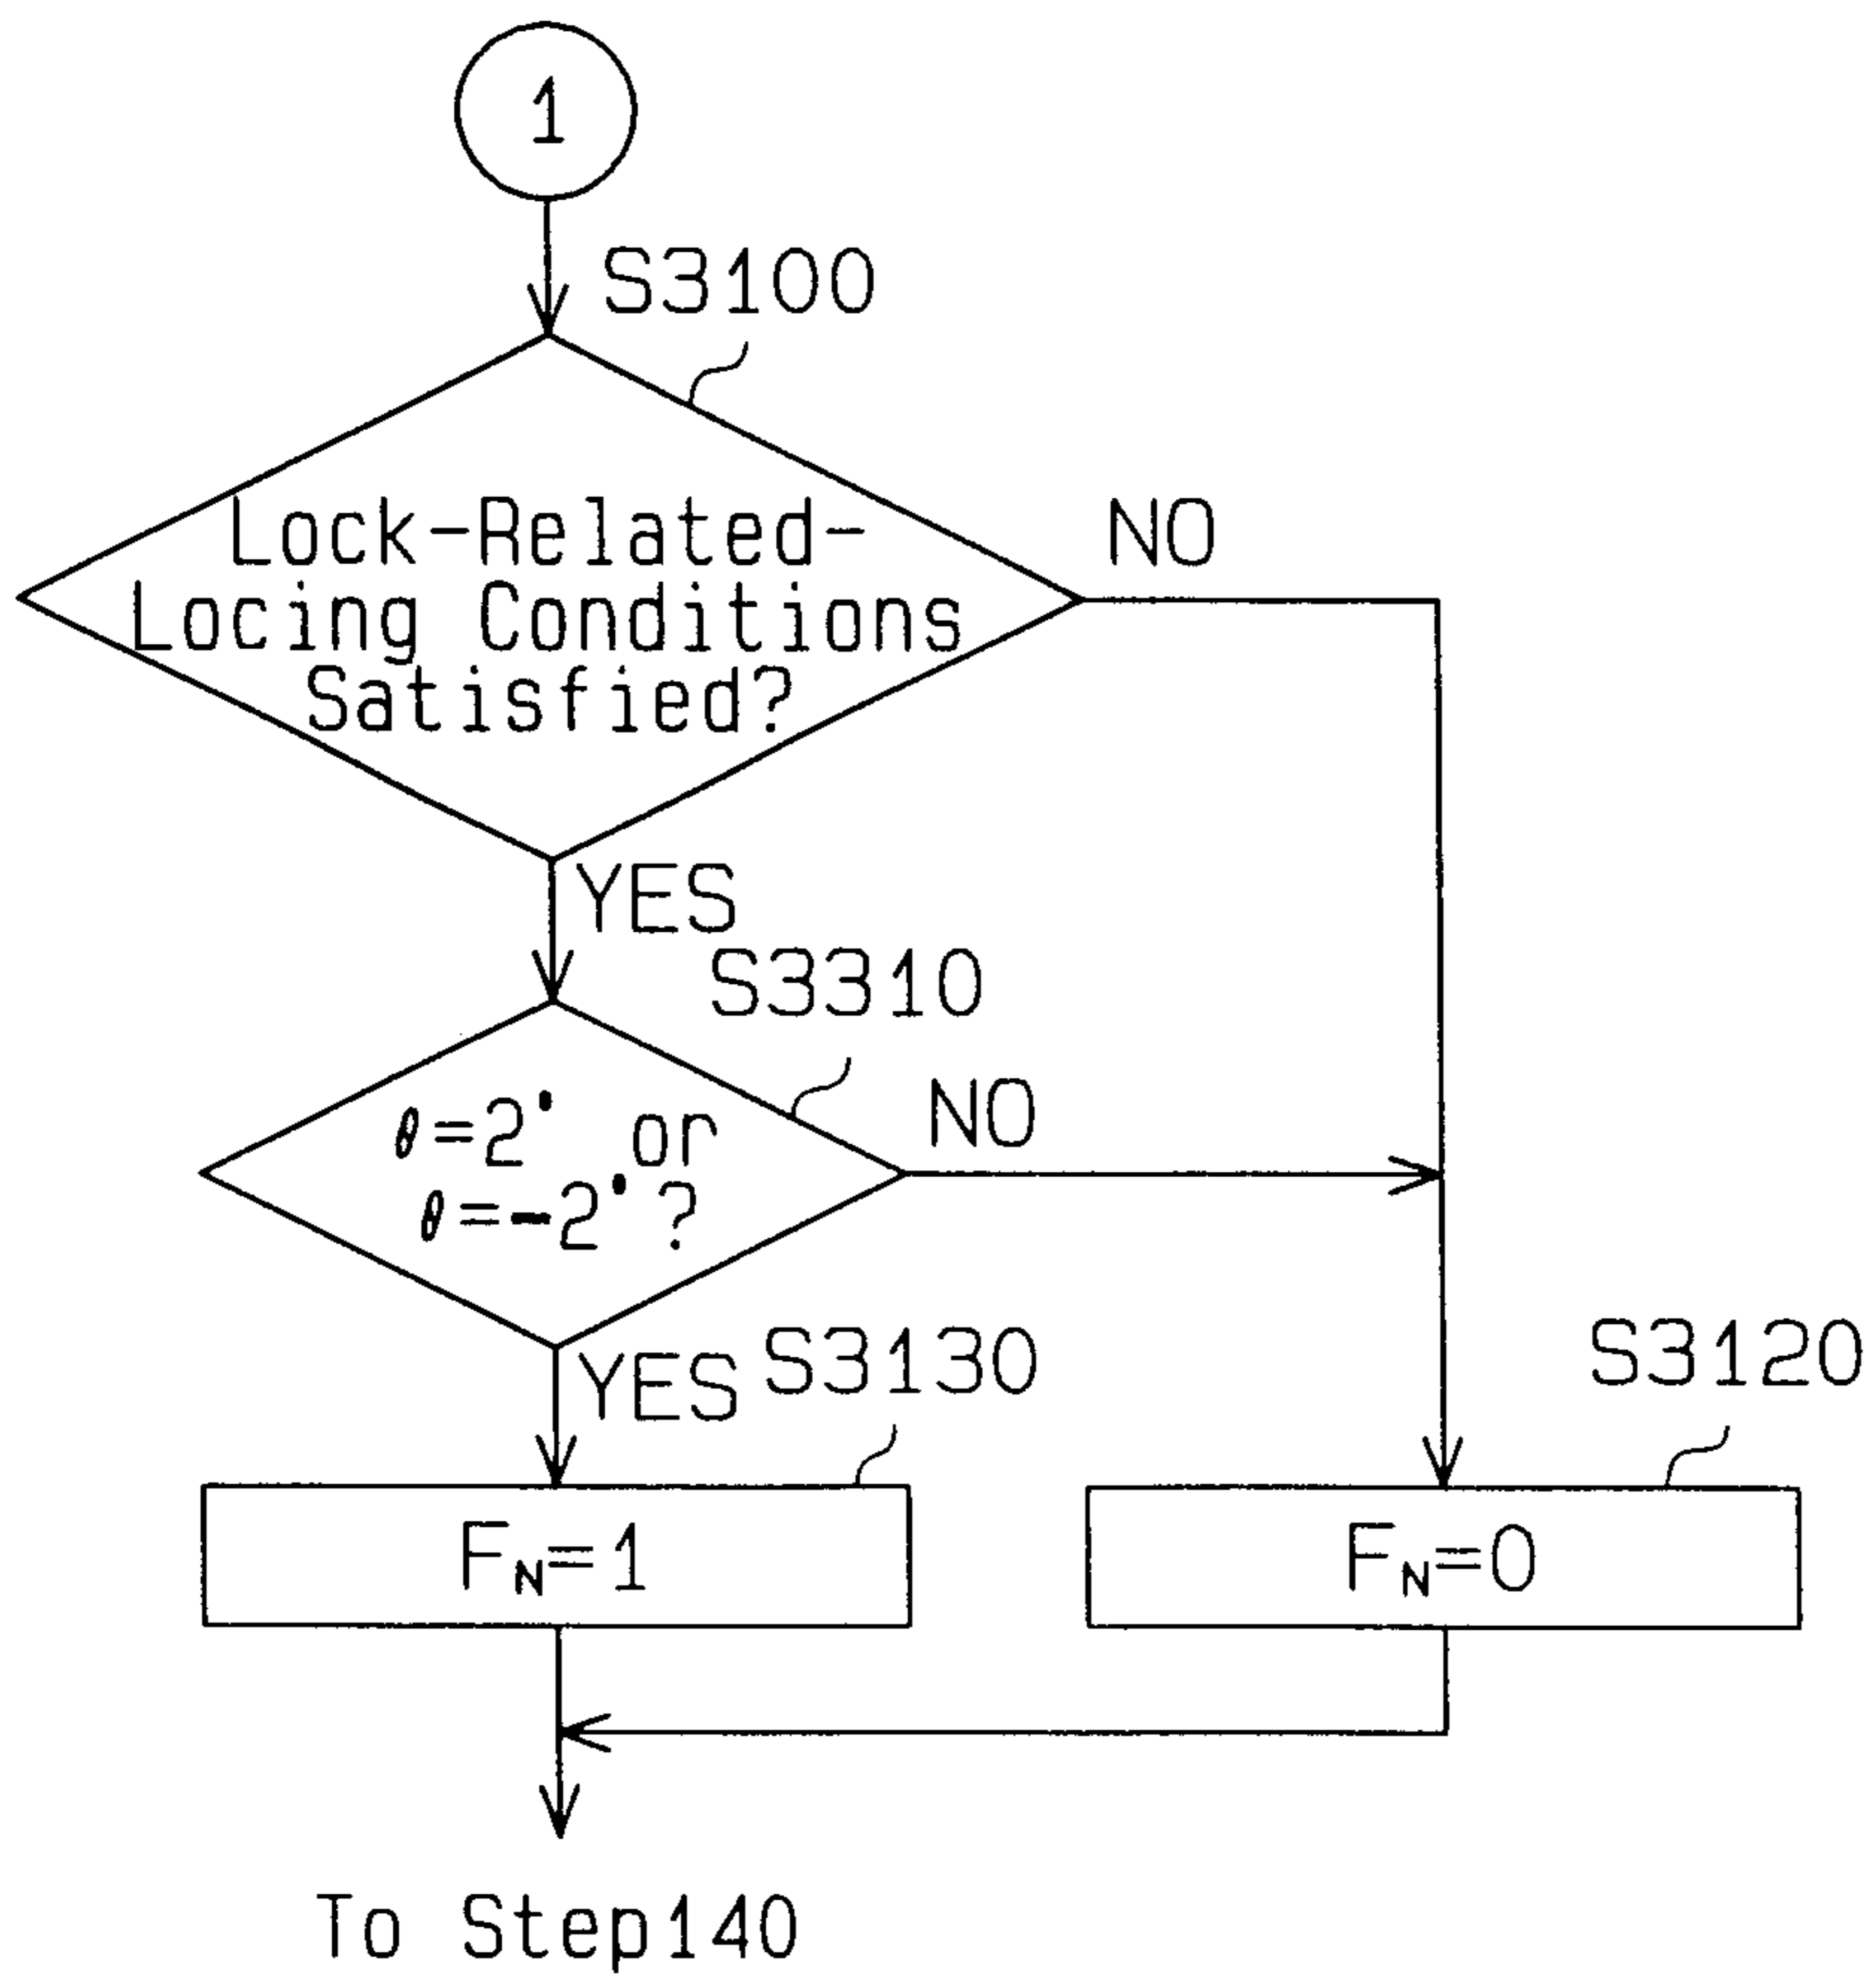 1
S3100
Lock-Related-
Locing Conditions
Satisfied?
NO
YES
S3310
θ=2° or
θ=-2°?
NO
YES
S3130
S3120
FN=1
FN=0
To Step140